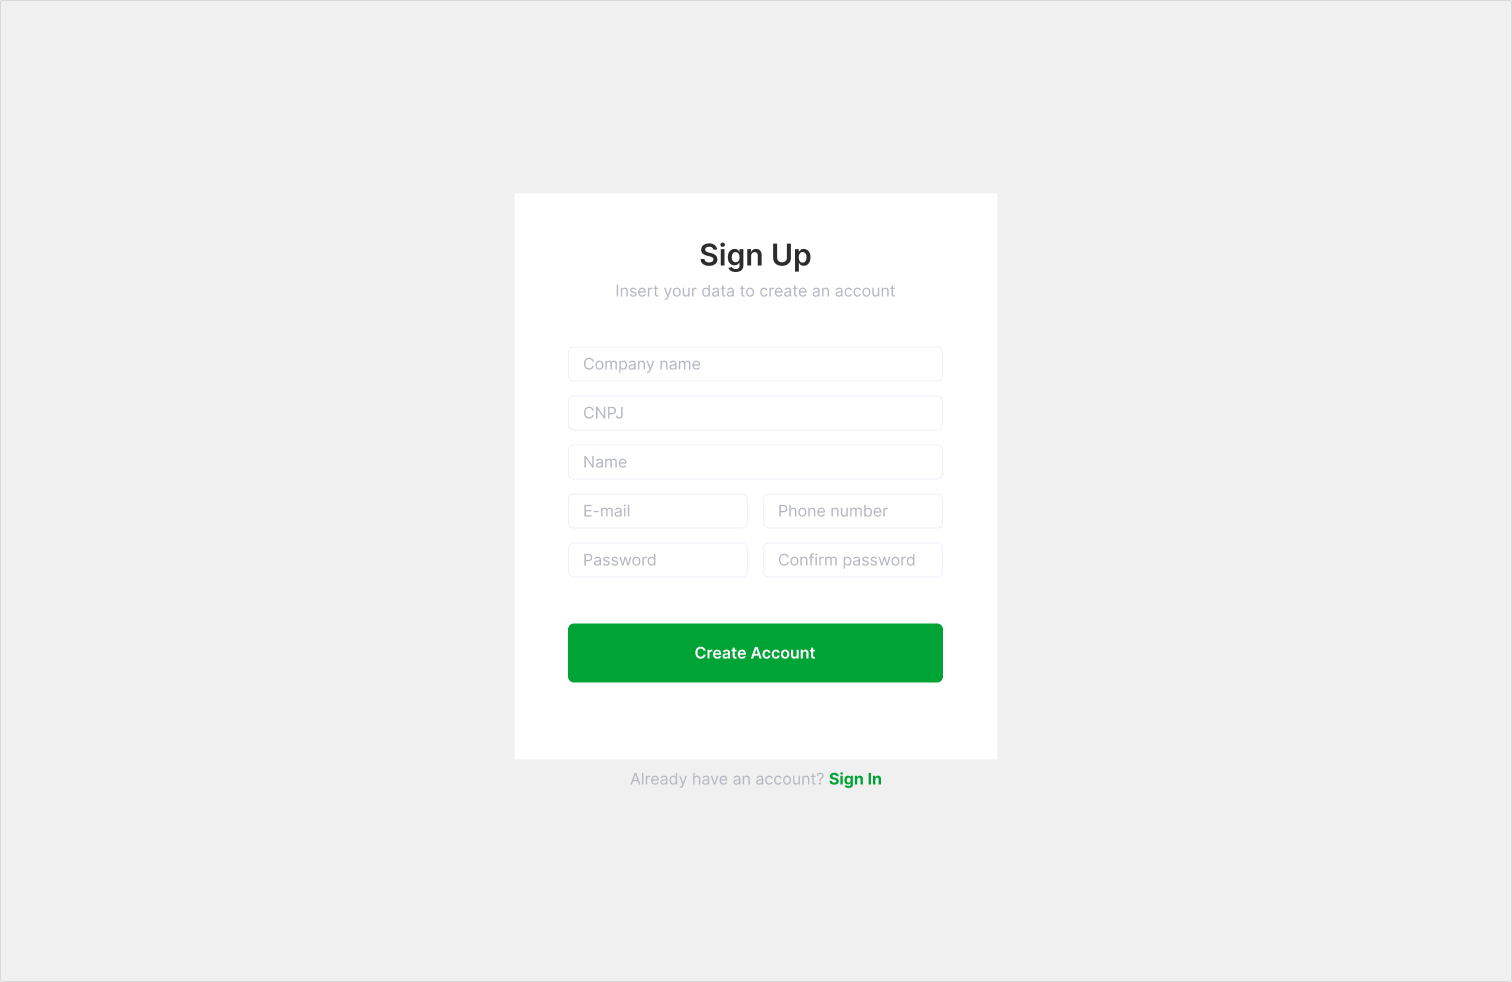 Sign Up
Insert your data to create an account
Company name
CNPJ
Name
E-mail
Phone number
Password
Confirm password
Create Account
Already have an account? Sign In